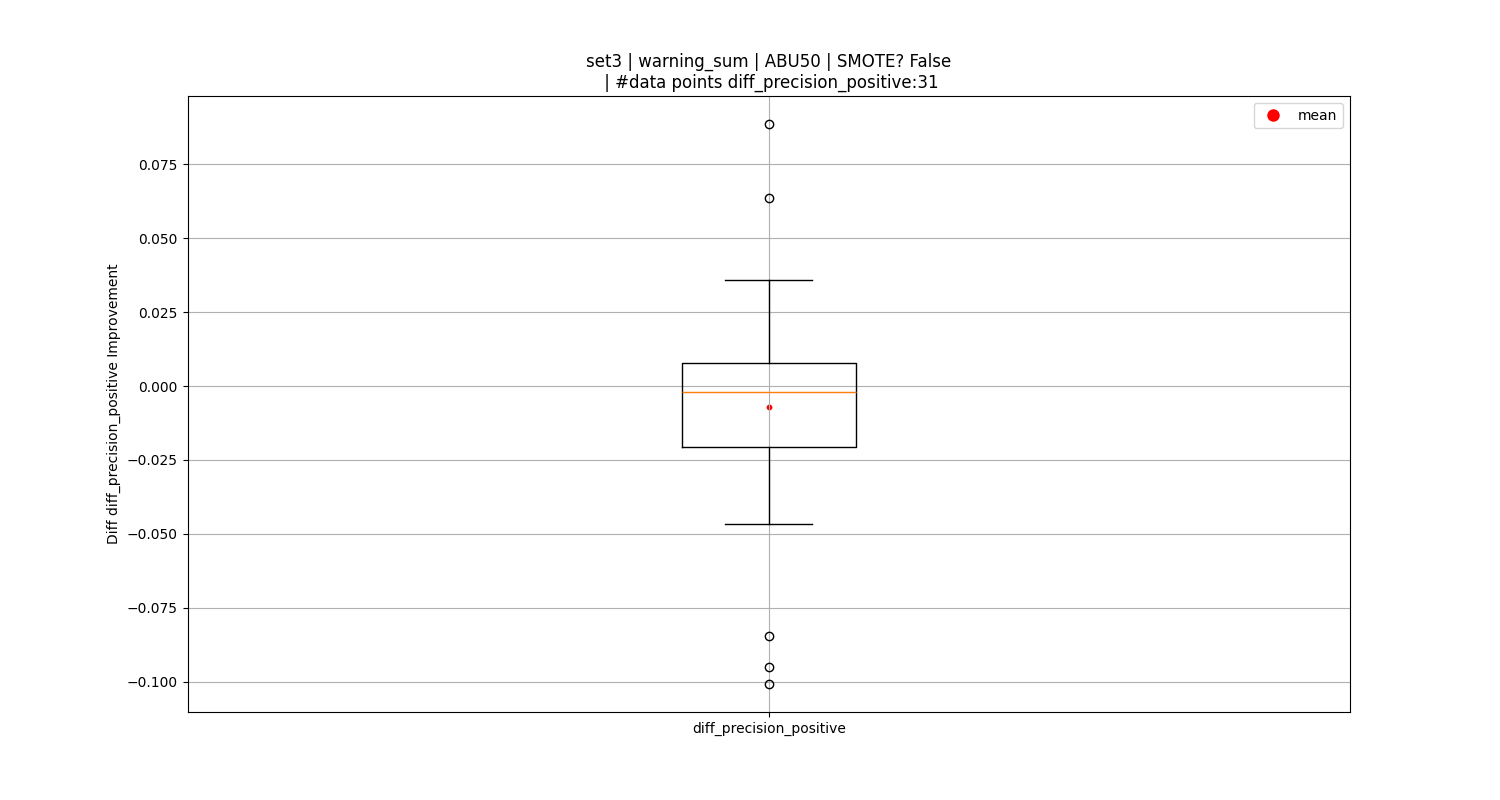 set3 | warning_sum | ABU50 | SMOTE? False
| #data points diff_precision_positive:31
mean
0.075
0.050
0.025
0.000
−0.025
−0.050
−0.075
−0.100
Diff diff_precision_positive Improvement
diff_precision_positive